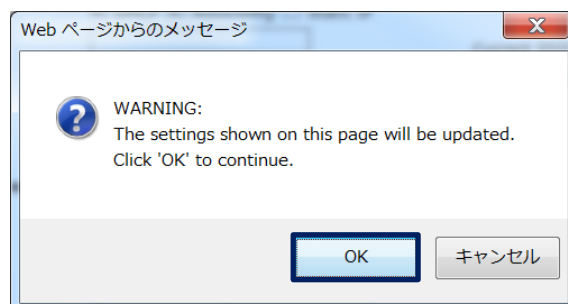 Web ページからのメッセージ
WARNING:
The settings shown on this page will be updated.
Click 'OK' to continue.
OK
キャンセル